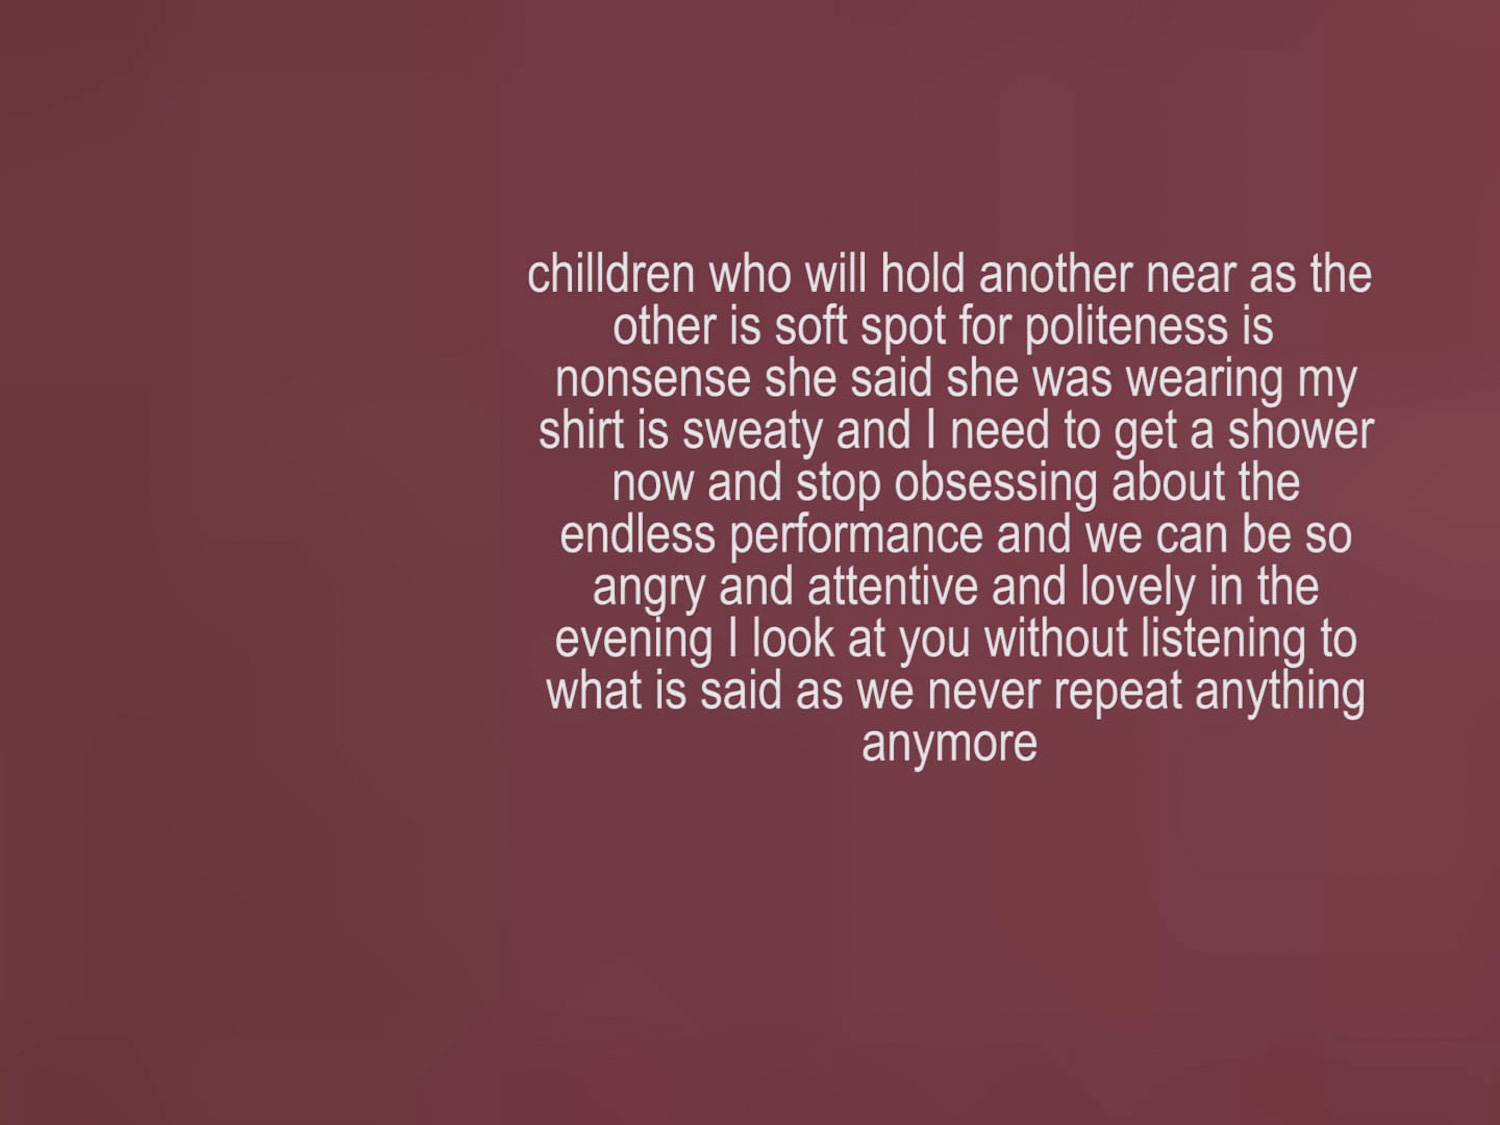 chilldren who will hold another near as the
other is soft spot for politeness is
nonsense she said she was wearing my
shirt is sweaty and I need to get a shower
now and stop obsessing about the
endless performance and we can be so
angry and attentive and lovely in the
evening I look at you without listening to
what is said as we never repeat anything
anymore